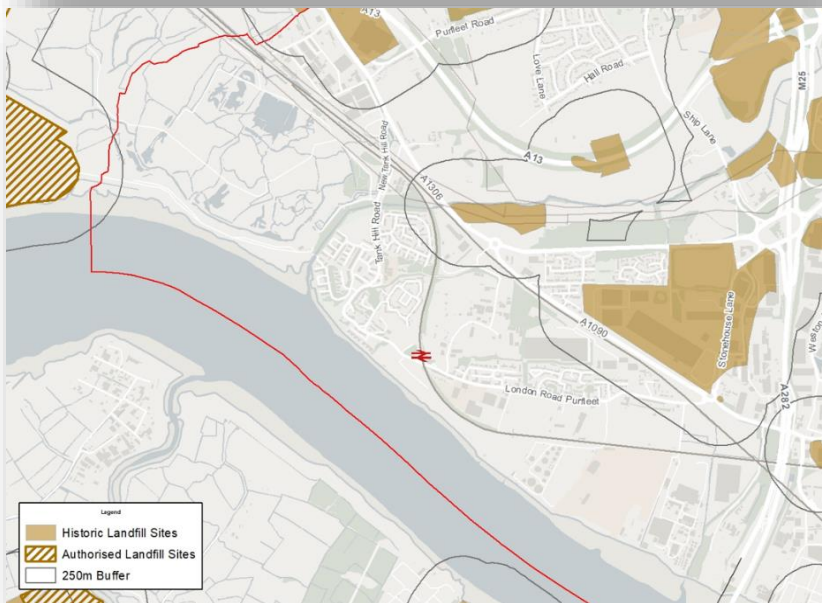 A13
Purfleet Road
Hall Road
Love Lane
M25
Ship Lane
A13
New Tank Hill Road
A1306
Tank Hill Road
A1090
Stonehouse Lane
Weston
London Road Purfleet
A282
Legend
Historic Landfill Sites
Authorised Landfill Sites
250m Buffer